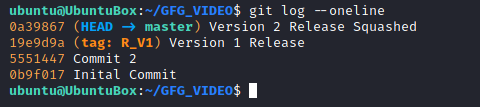 ubuntu@UbuntuBox:~/GFG_VIDEO$ git log --oneline
0a39867 (HEAD -> master) Version 2 Release Squashed
19e9d9a (tag: R_V1) Version 1 Release
5551447 Commit 2
0b9f017 Inital Commit
ubuntu@UbuntuBox:~/GFG_VIDEO$